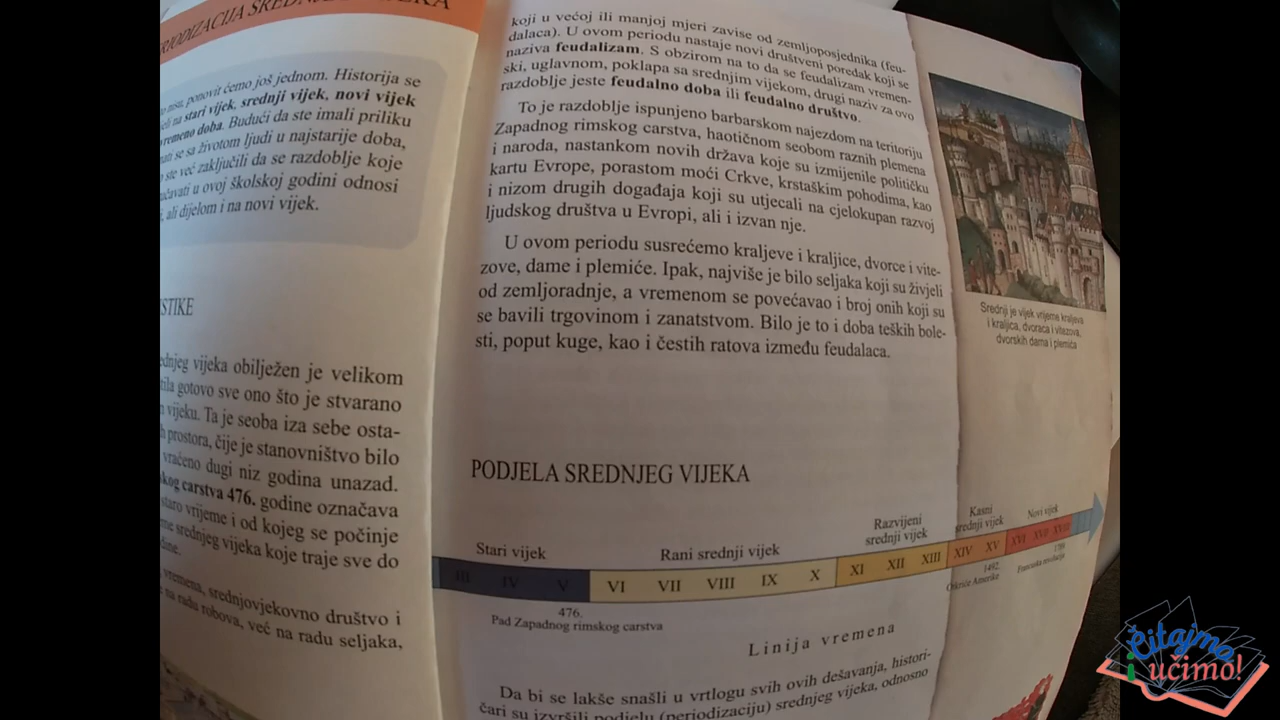 PERIODIZACIJA SREDNJEG VIJEKA
ponovit ćemo još jednom. Historija se
na stari vijek, srednji vijek, novi vijek
doba. Budući da ste imali priliku
se sa životom ljudi u najstarije doba,
ste već zaključili da se razdoblje koje
u ovoj školskoj godini odnosi
ali dijelom i na novi vijek.
vijeka obilježen je velikom
gotovo sve ono što je stvarano
vijeku. Ta je seoba iza sebe osta-
prostora, čije je stanovništvo bilo
vraćeno dugi niz godina unazad.
carstva 476. godine označava
staro vrijeme i od kojeg se počinje
srednjeg vijeka koje traje sve do
vremena, srednjovjekovno društvo i
na radu robova, već na radu seljaka,
koji u većoj ili manjoj mjeri zavise od zemljoposjednika (feu-
dalaca). U ovom periodu nastaje novi društveni poredak koji se
naziva feudalizam. S obzirom na to da se feudalizam vremen-
ski, uglavnom, poklapa sa srednjim vijekom, drugi naziv za ovo
razdoblje jeste feudalno doba ili feudalno društvo.
To je razdoblje ispunjeno barbarskom najezdom na teritoriju
Zapadnog rimskog carstva, haotičnom seobom raznih plemena
i naroda, nastankom novih država koje su izmijenile političku
kartu Evrope, porastom moći Crkve, krstaškim pohodima, kao
i nizom drugih događaja koji su utjecali na cjelokupan razvoj
ljudskog društva u Evropi, ali i izvan nje.
U ovom periodu susrećemo kraljeve i kraljice, dvorce i vite-
zove, dame i plemiće. Ipak, najviše je bilo seljaka koji su živjeli
od zemljoradnje, a vremenom se povećavao i broj onih koji su
se bavili trgovinom i zanatstvom. Bilo je to i doba teških bole-
sti, poput kuge, kao i čestih ratova između feudalaca.
Srednji je vijek vrijeme kraljeva
i kraljica, dvoraca i vitezova,
dvorskih dama i plemića
PODJELA SREDNJEG VIJEKA
Stari vijek
Rani srednji vijek
Razvijeni
srednji vijek
Kasni
srednji vijek
Novi vijek
III IV V VI VII VIII IX X XI XII XIII XIV XV XVI XVII XVIII
476.
Pad Zapadnog rimskog carstva
1492.
Otkriće Amerike
1789.
Francuska revolucija
Linija vremena
Da bi se lakše snašli u vrtlogu svih ovih dešavanja, histori-
čari su izvršili podjelu (periodizaciju) srednjeg vijeka, odnosno
Čitajmo
i učimo!